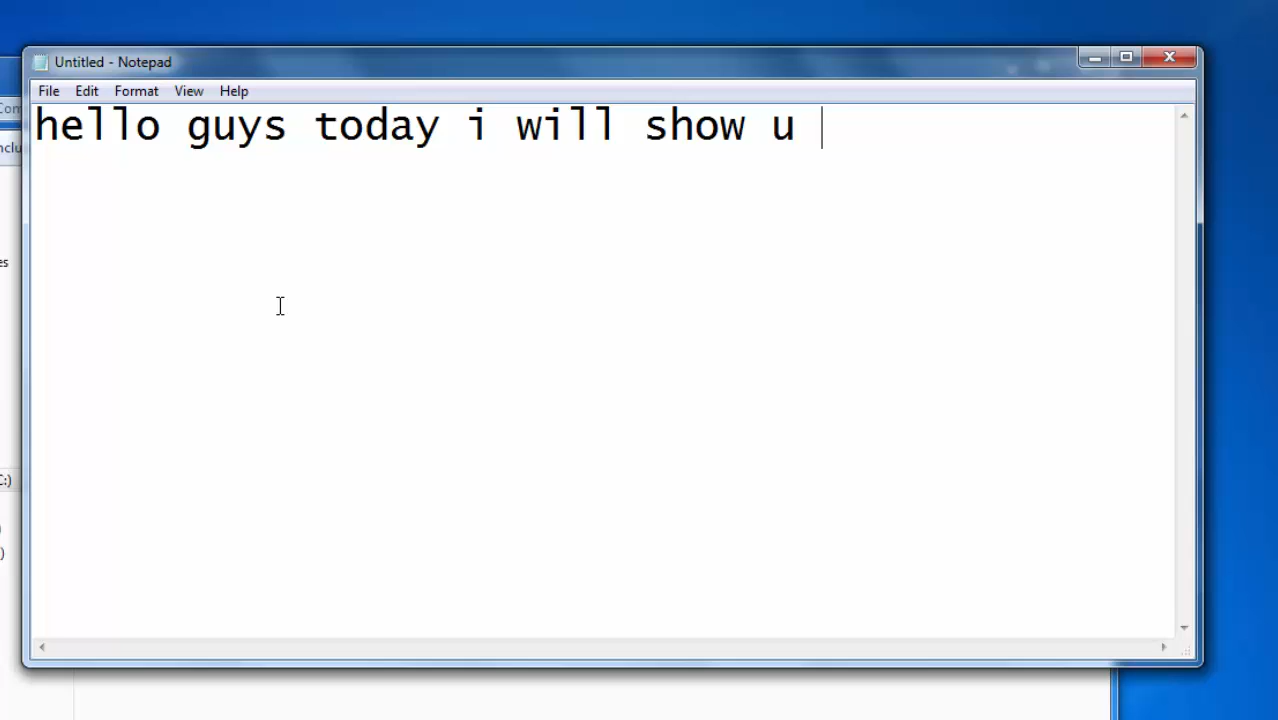 Untitled - Notepad
File Edit Format View Help
hello guys today i will show u
C:)